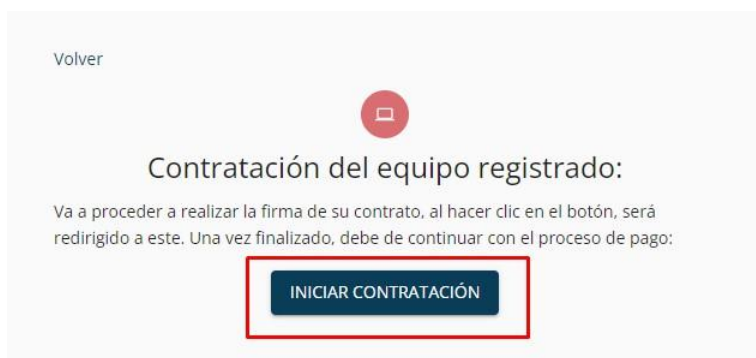 Volver
Contratación del equipo registrado:
Va a proceder a realizar la firma de su contrato, al hacer clic en el botón, será
redirigido a este. Una vez finalizado, debe de continuar con el proceso de pago:
INICIAR CONTRATACIÓN